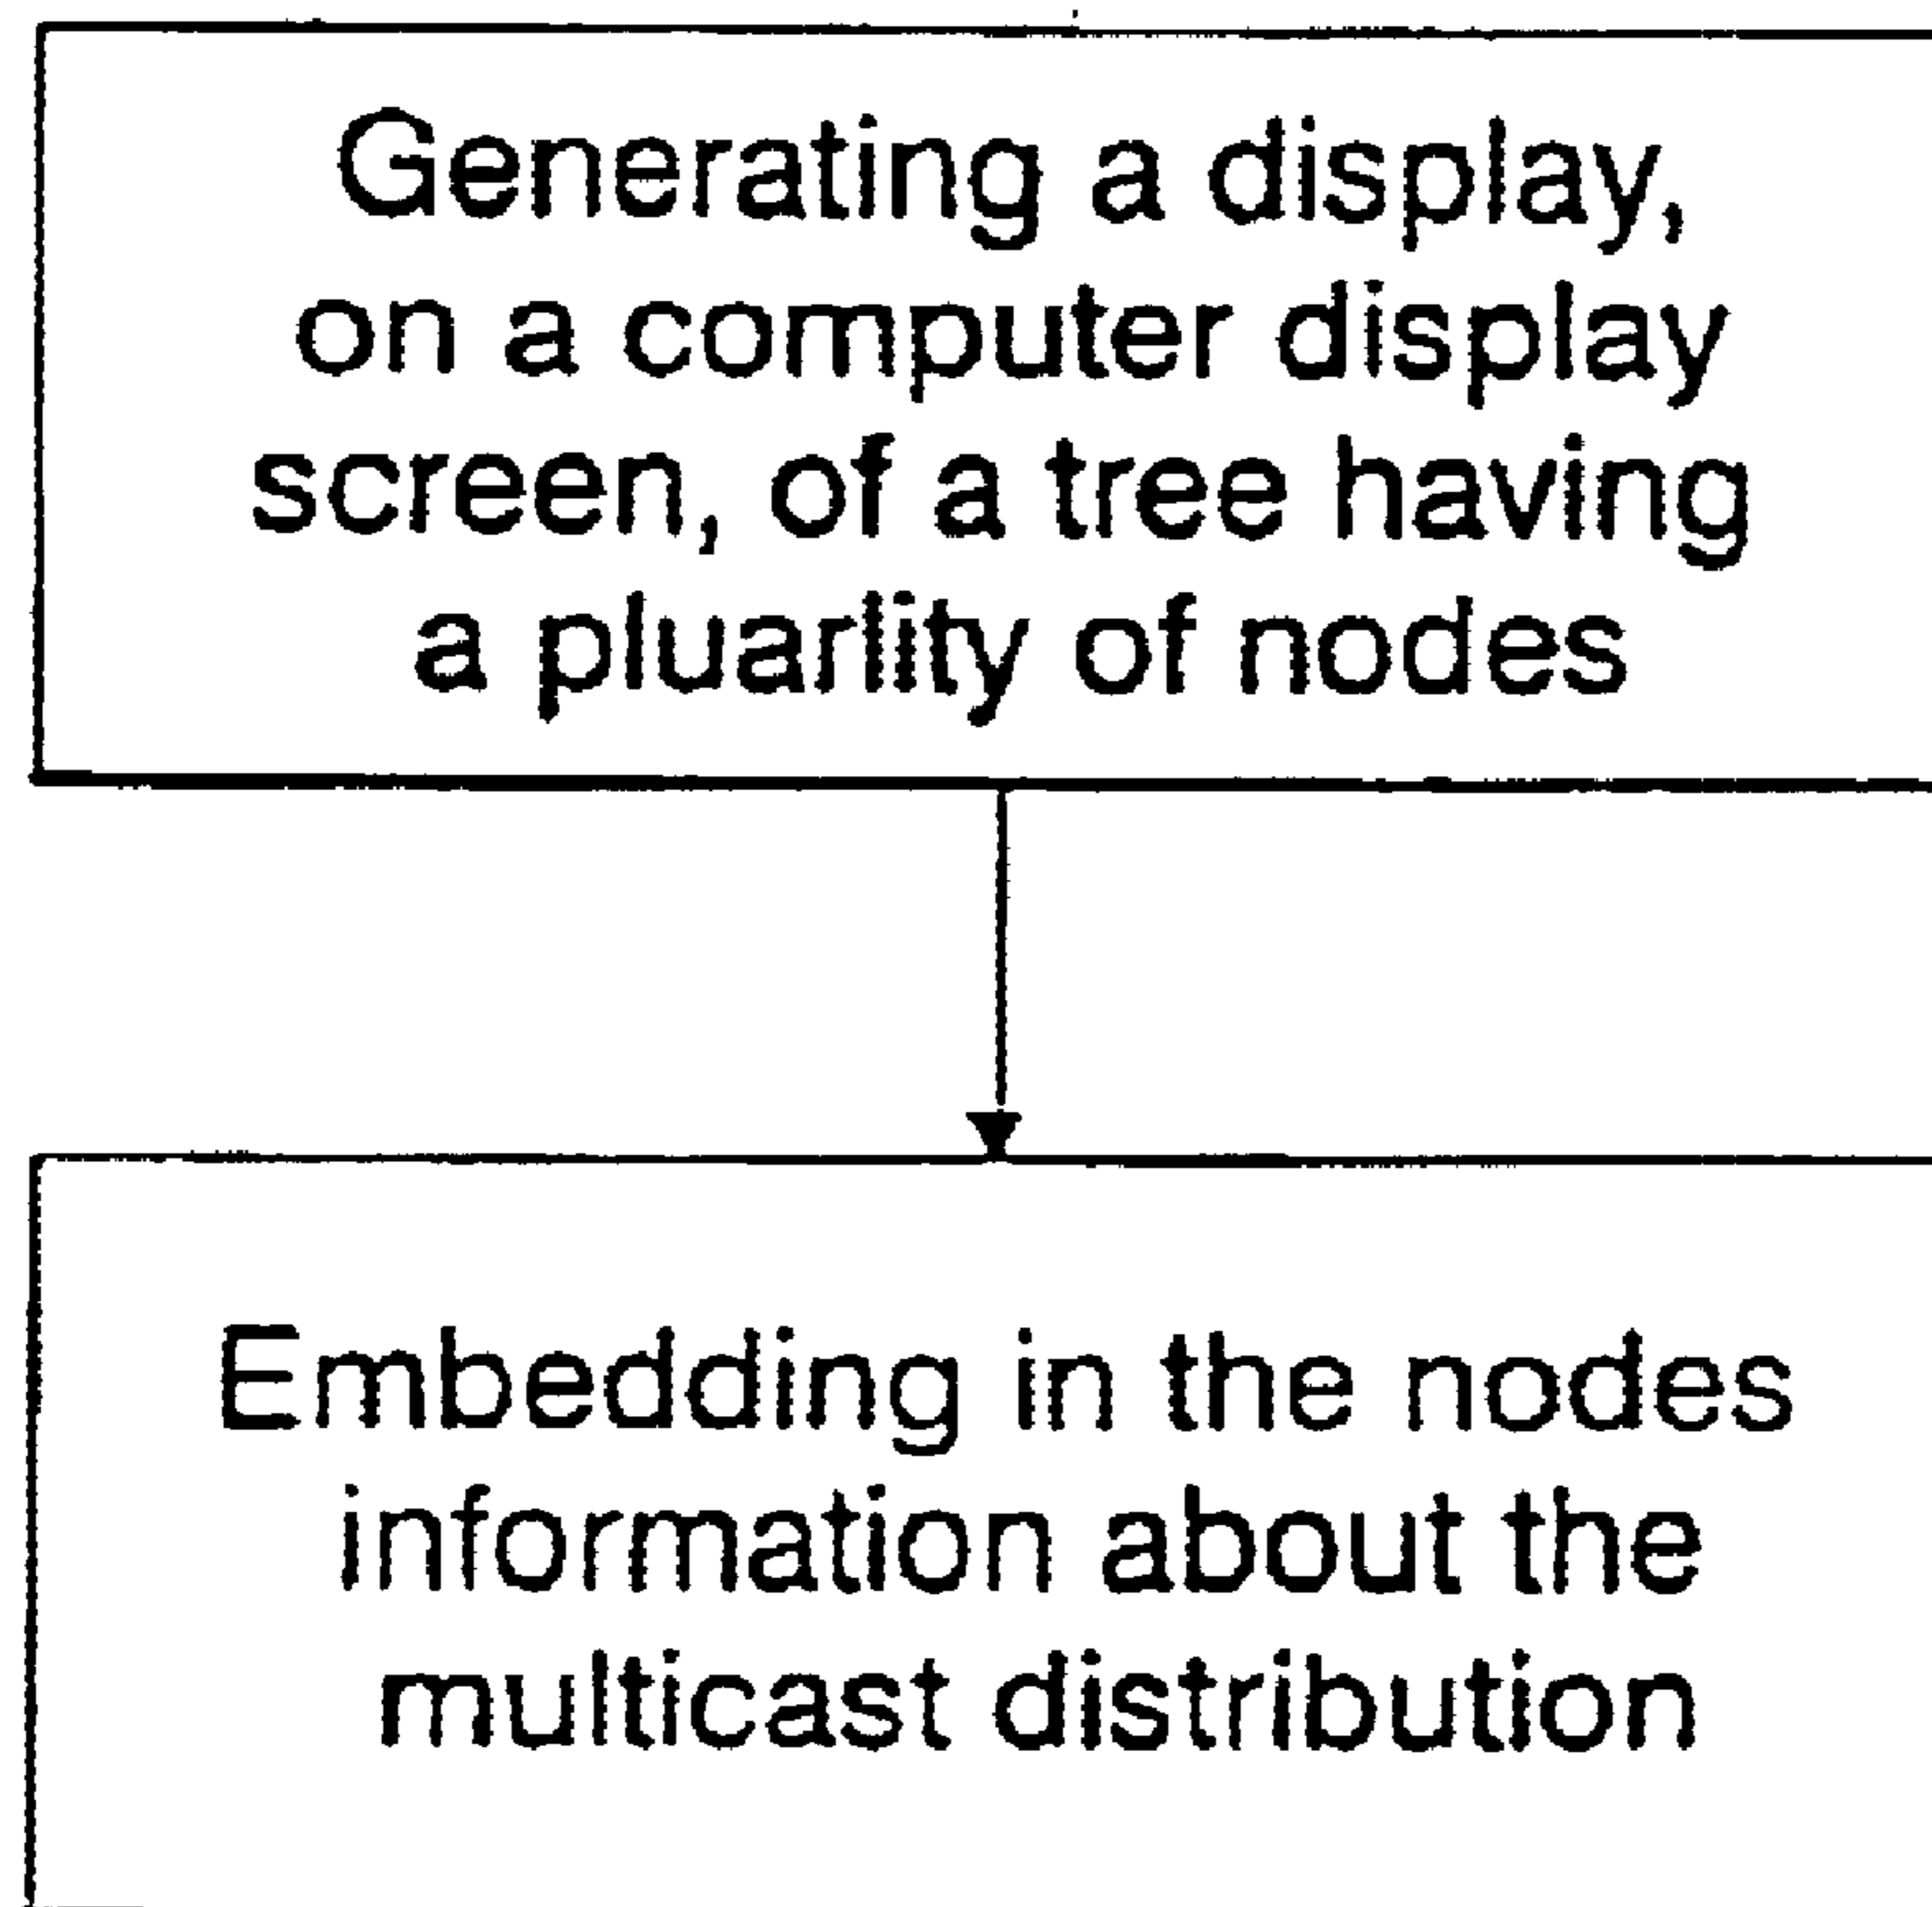 Generating a display,
on a computer display
screen, of a tree having
a pluarlity of nodes
Embedding in the nodes
information about the
multicast distribution